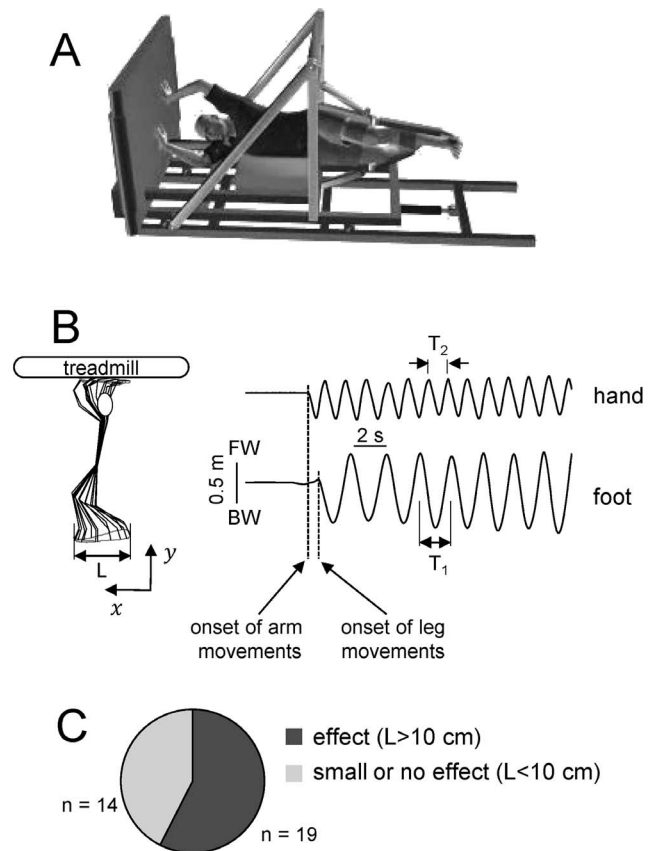 A
B
treadmill
L
y
x
T2
hand
2 s
FW
0.5 m
BW
foot
T1
onset of arm
movements
onset of leg
movements
C
effect (L>10 cm)
small or no effect (L<10 cm)
n = 14
n = 19